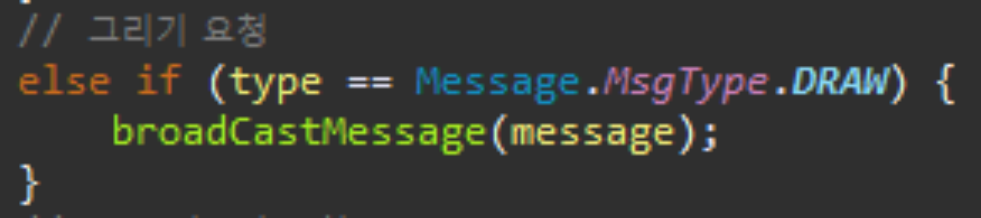 // 그리기 요청
else if (type == Message.MsgType.DRAW) {
    broadCastMessage(message);
}